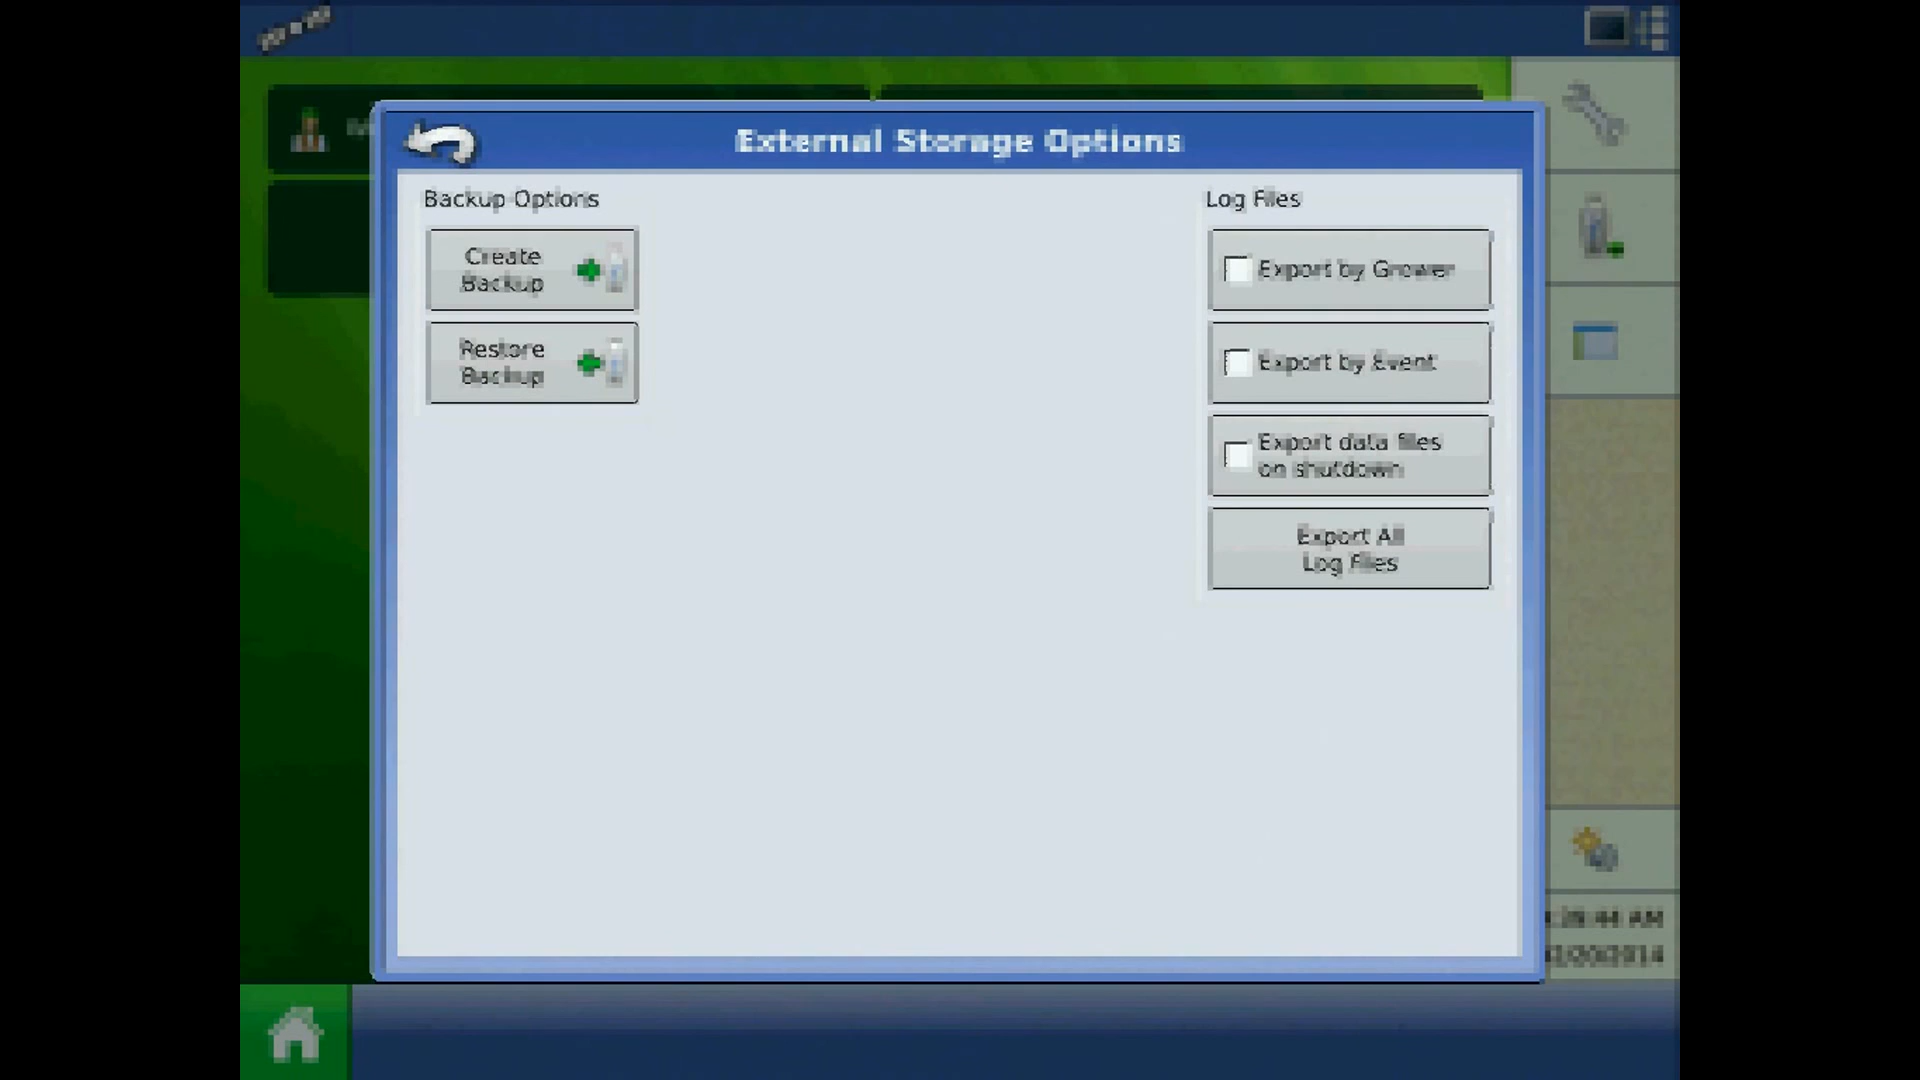 External Storage Options
Backup Options
Create
Backup
Restore
Backup
Log Files
Export by Grower
Export by Event
Export data files
on shutdown
Export All
Log Files